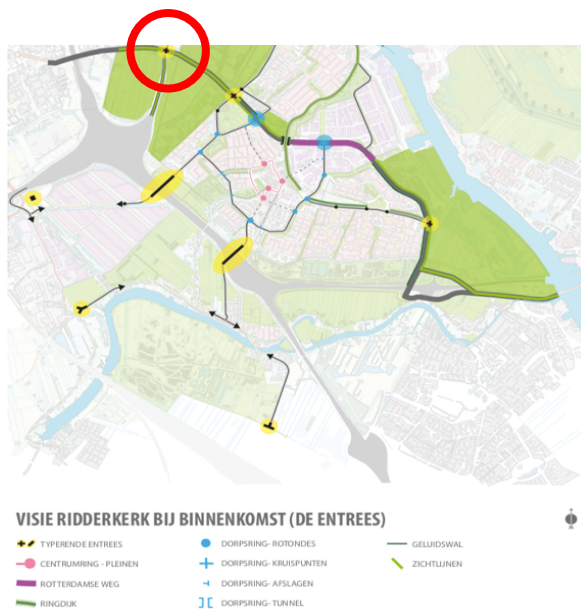 VISIE RIDDERKERK BIJ BINNENKOMST (DE ENTREES)
TYPERENDE ENTREES
CENTRUMRING - PLEINEN
ROTTERDAMSE WEG
RINGDIJK
DORPSRING- ROTONDES
DORPSRING- KRUISPUNTEN
DORPSRING- AFSLAGEN
DORPSRING - TUNNEL
GELUIDSWAL
ZICHTLIJNEN